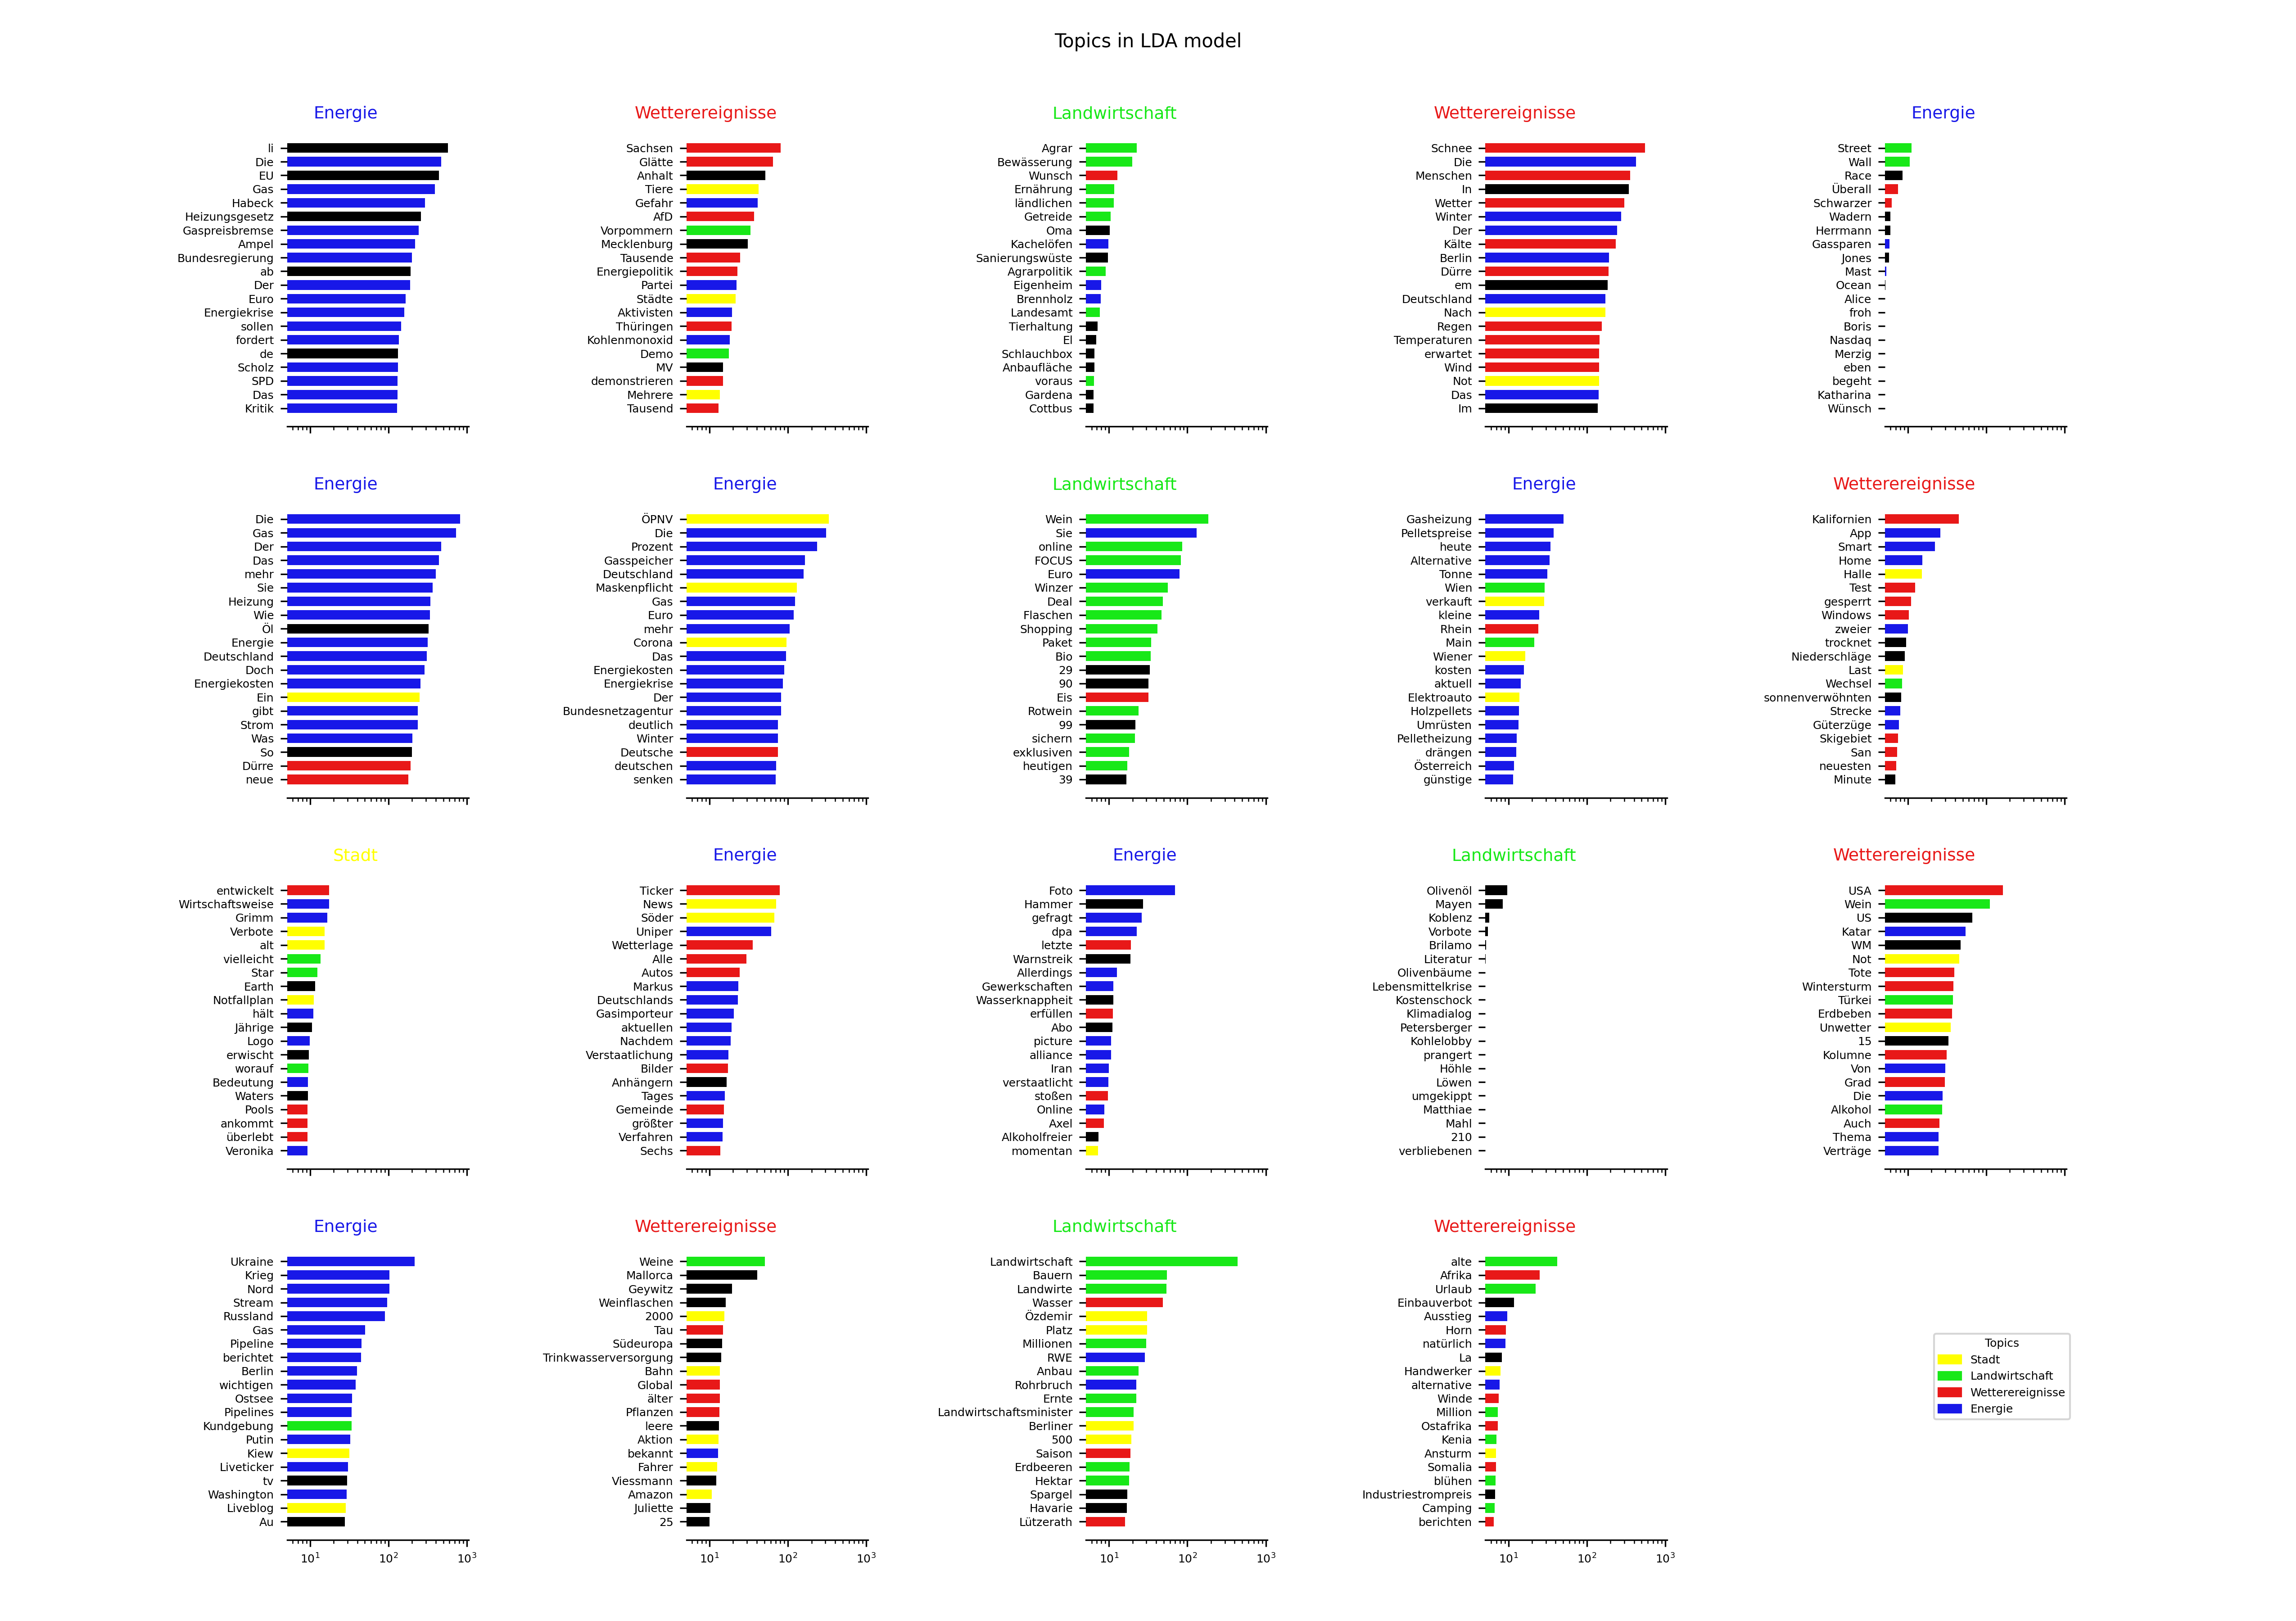 Topics in LDA model
Energie
li
Die
EU
Gas
Habeck
Heizungsgesetz
Gaspreisbremse
Ampel
Bundesregierung
ab
Der
Euro
Energiekrise
sollen
fordert
de
Scholz
SPD
Das
Kritik
Wetterereignisse
Sachsen
Glätte
Anhalt
Tiere
Gefahr
AfD
Vorpommern
Mecklenburg
Tausende
Energiepolitik
Partei
Städte
Aktivisten
Thüringen
Kohlenmonoxid
Demo
MV
demonstrieren
Mehrere
Tausend
Landwirtschaft
Agrar
Bewässerung
Wunsch
Ernährung
ländlichen
Getreide
Oma
Kachelöfen
Sanierungswüste
Agrarpolitik
Eigenheim
Brennholz
Landesamt
Tierhaltung
El
Schlauchbox
Anbaufläche
voraus
Gardena
Cottbus
Wetterereignisse
Schnee
Die
Menschen
In
Wetter
Winter
Der
Kälte
Berlin
Dürre
em
Deutschland
Nach
Regen
Temperaturen
erwartet
Wind
Not
Das
Im
Energie
Street
Wall
Race
Überall
Schwarzer
Wadern
Herrmann
Gassparen
Jones
Mast
Ocean
Alice
froh
Boris
Nasdaq
Merzig
eben
begeht
Katharina
Wünsch
Energie
Die
Gas
Der
Das
mehr
Sie
Heizung
Wie
Öl
Energie
Deutschland
Doch
Energiekosten
Ein
gibt
Strom
Was
So
Dürre
neue
Energie
ÖPNV
Die
Prozent
Gasspeicher
Deutschland
Maskenpflicht
Gas
Euro
mehr
Corona
Das
Energiekosten
Energiekrise
Der
Bundesnetzagentur
deutlich
Winter
Deutsche
deutschen
senken
Landwirtschaft
Wein
Sie
online
FOCUS
Euro
Winzer
Deal
Flaschen
Shopping
Paket
Bio
29
90
Eis
Rotwein
99
sichern
exklusiven
heutigen
39
Energie
Gasheizung
Pelletspreise
heute
Alternative
Tonne
Wien
verkauft
kleine
Rhein
Main
Wiener
kosten
aktuell
Elektroauto
Holzpellets
Umrüsten
Pelletheizung
drängen
Österreich
günstige
Wetterereignisse
Kalifornien
App
Smart
Home
Halle
Test
gesperrt
Windows
zweier
trocknet
Niederschläge
Last
Wechsel
sonnenverwöhnten
Strecke
Güterzüge
Skigebiet
San
neuesten
Minute
Stadt
entwickelt
Wirtschaftsweise
Grimm
Verbote
alt
vielleicht
Star
Earth
Notfallplan
hält
Jährige
Logo
erwischt
worauf
Bedeutung
Waters
Pools
ankommt
überlebt
Veronika
Energie
Ticker
News
Söder
Uniper
Wetterlage
Alle
Autos
Markus
Deutschlands
Gasimporteur
aktuellen
Nachdem
Verstaatlichung
Bilder
Anhängern
Tages
Gemeinde
größter
Verfahren
Sechs
Energie
Foto
Hammer
gefragt
dpa
letzte
Warnstreik
Allerdings
Gewerkschaften
Wasserknappheit
erfüllen
Abo
picture
alliance
Iran
verstaatlicht
stoßen
Online
Axel
Alkoholfreier
momentan
Landwirtschaft
Olivenöl
Mayen
Koblenz
Vorbote
Brilamo
Literatur
Olivenbäume
Lebensmittelkrise
Kostenschock
Klimadialog
Petersberger
Kohlelobby
prangert
Höhle
Löwen
umgekippt
Matthiae
Mahl
210
verbliebenen
Wetterereignisse
USA
Wein
US
Katar
WM
Not
Tote
Wintersturm
Türkei
Erdbeben
Unwetter
15
Kolumne
Von
Grad
Die
Alkohol
Auch
Thema
Verträge
Energie
Ukraine
Krieg
Nord
Stream
Russland
Gas
Pipeline
berichtet
Berlin
wichtigen
Ostsee
Pipelines
Kundgebung
Putin
Kiew
Liveticker
tv
Washington
Liveblog
Au
10¹ 10² 10³
Wetterereignisse
Weine
Mallorca
Geywitz
Weinflaschen
2000
Tau
Südeuropa
Trinkwasserversorgung
Bahn
Global
älter
Pflanzen
leere
Aktion
bekannt
Fahrer
Viessmann
Amazon
Juliette
25
10¹ 10² 10³
Landwirtschaft
Landwirtschaft
Bauern
Landwirte
Wasser
Özdemir
Platz
Millionen
RWE
Anbau
Rohrbruch
Ernte
Landwirtschaftsminister
Berliner
500
Saison
Erdbeeren
Hektar
Spargel
Havarie
Lützerath
10¹ 10² 10³
Wetterereignisse
alte
Afrika
Urlaub
Einbauverbot
Ausstieg
Horn
natürlich
La
Handwerker
alternative
Winde
Million
Ostafrika
Kenia
Ansturm
Somalia
blühen
Industriestrompreis
Camping
berichten
10¹ 10² 10³
Topics
Stadt
Landwirtschaft
Wetterereignisse
Energie